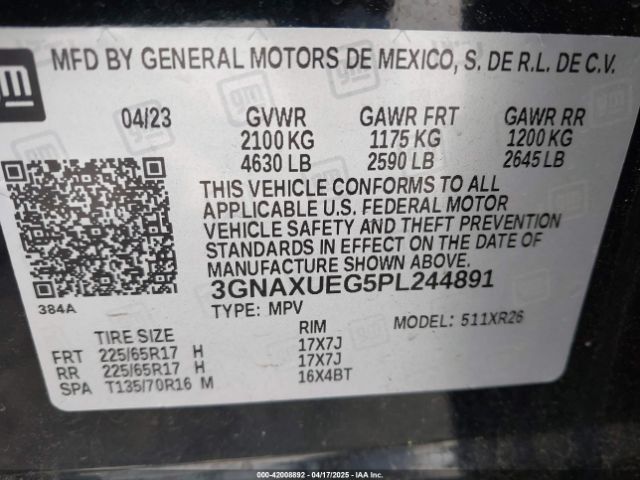 gm
MFD BY GENERAL MOTORS DE MEXICO, S. DE R.L. DE C.V.
04/23 GVWR GAWR FRT GAWR RR
2100 KG 1175 KG 1200 KG
4630 LB 2590 LB 2645 LB
THIS VEHICLE CONFORMS TO ALL
APPLICABLE U.S. FEDERAL MOTOR
VEHICLE SAFETY AND THEFT PREVENTION
STANDARDS IN EFFECT ON THE DATE OF
MANUFACTURE SHOWN ABOVE.
3GNAXUEG5PL244891
384A
TYPE: MPV MODEL: 511XR26
TIRE SIZE RIM
FRT 225/65R17 H 17X7J
RR 225/65R17 H 17X7J
SPA T135/70R16 M 16X4BT
1240-42008892 | 04/17/2025 | IAA Inc.